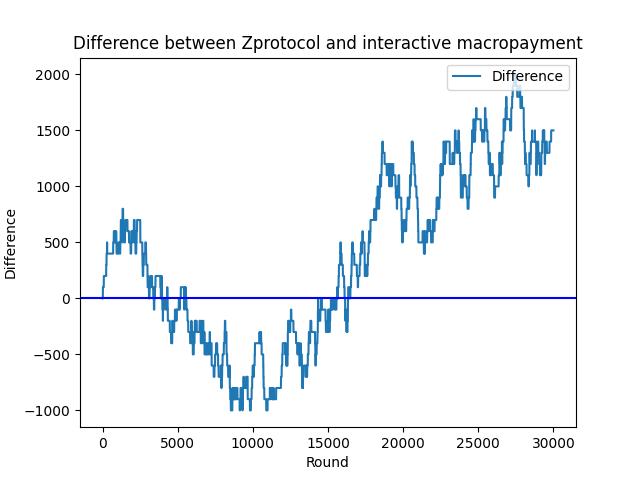 Difference between Zprotocol and interactive macropayment
Difference
2000
1500
1000
500
0
−500
−1000
Difference
0 5000 10000 15000 20000 25000 30000
Round